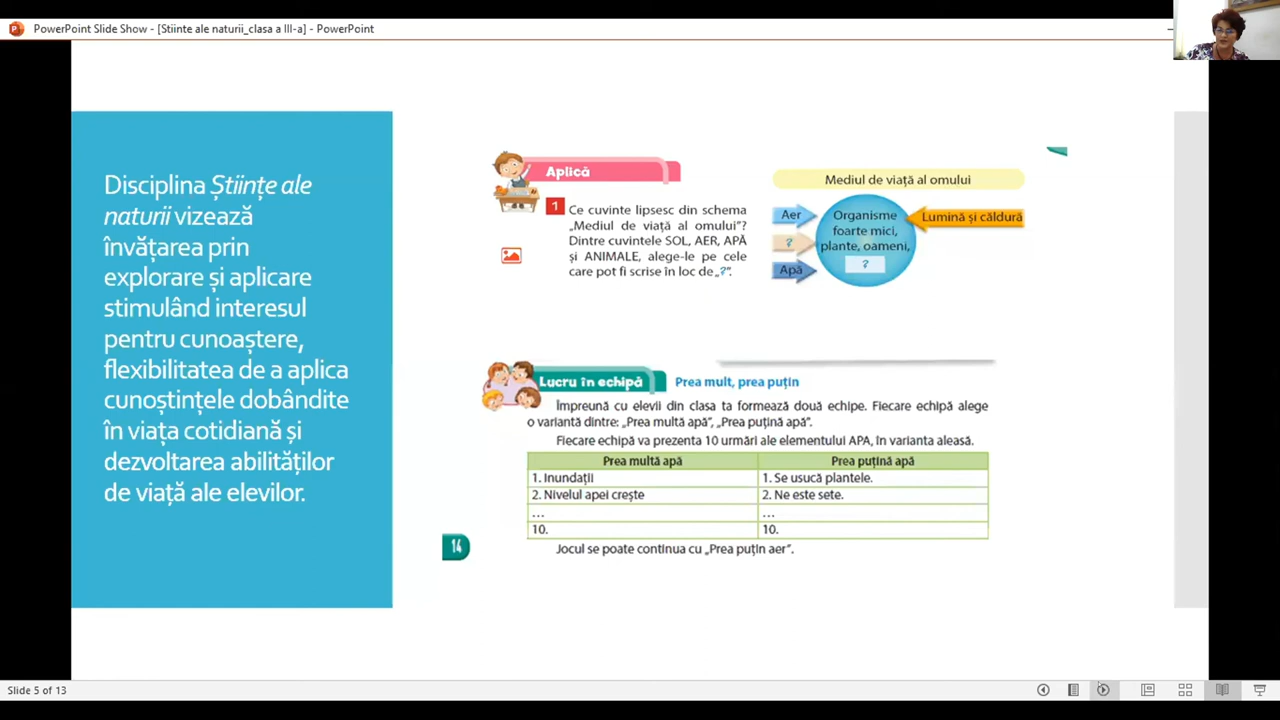 PowerPoint Slide Show - [Stiinte ale naturii_clasa a III-a] - PowerPoint
Disciplina Științe ale
naturii vizează
învățarea prin
explorare și aplicare
stimulând interesul
pentru cunoaștere,
flexibilitatea de a aplica
cunoștințele dobândite
în viața cotidiană și
dezvoltarea abilităților
de viață ale elevilor.
Aplică
1 Ce cuvinte lipsesc din schema
„Mediul de viață al omului”?
Dintre cuvintele SOL, AER, APĂ
și ANIMALE, alege-le pe cele
care pot fi scrise în loc de „?”.
Mediul de viață al omului
Aer
?
Apă
Organisme
foarte mici,
plante, oameni,
?
Lumină și căldură
Lucru în echipă
Prea mult, prea puțin
Împreună cu elevii din clasa ta formează două echipe. Fiecare echipă alege
o variantă dintre: „Prea multă apă”, „Prea puțină apă”.
Fiecare echipă va prezenta 10 urmări ale elementului APA, în varianta aleasă.
Prea multă apă Prea puțină apă
1. Inundații 1. Se usucă plantele.
2. Nivelul apei crește 2. Ne este sete.
... ...
10. 10.
Jocul se poate continua cu „Prea puțin aer”.
14
Slide 5 of 13